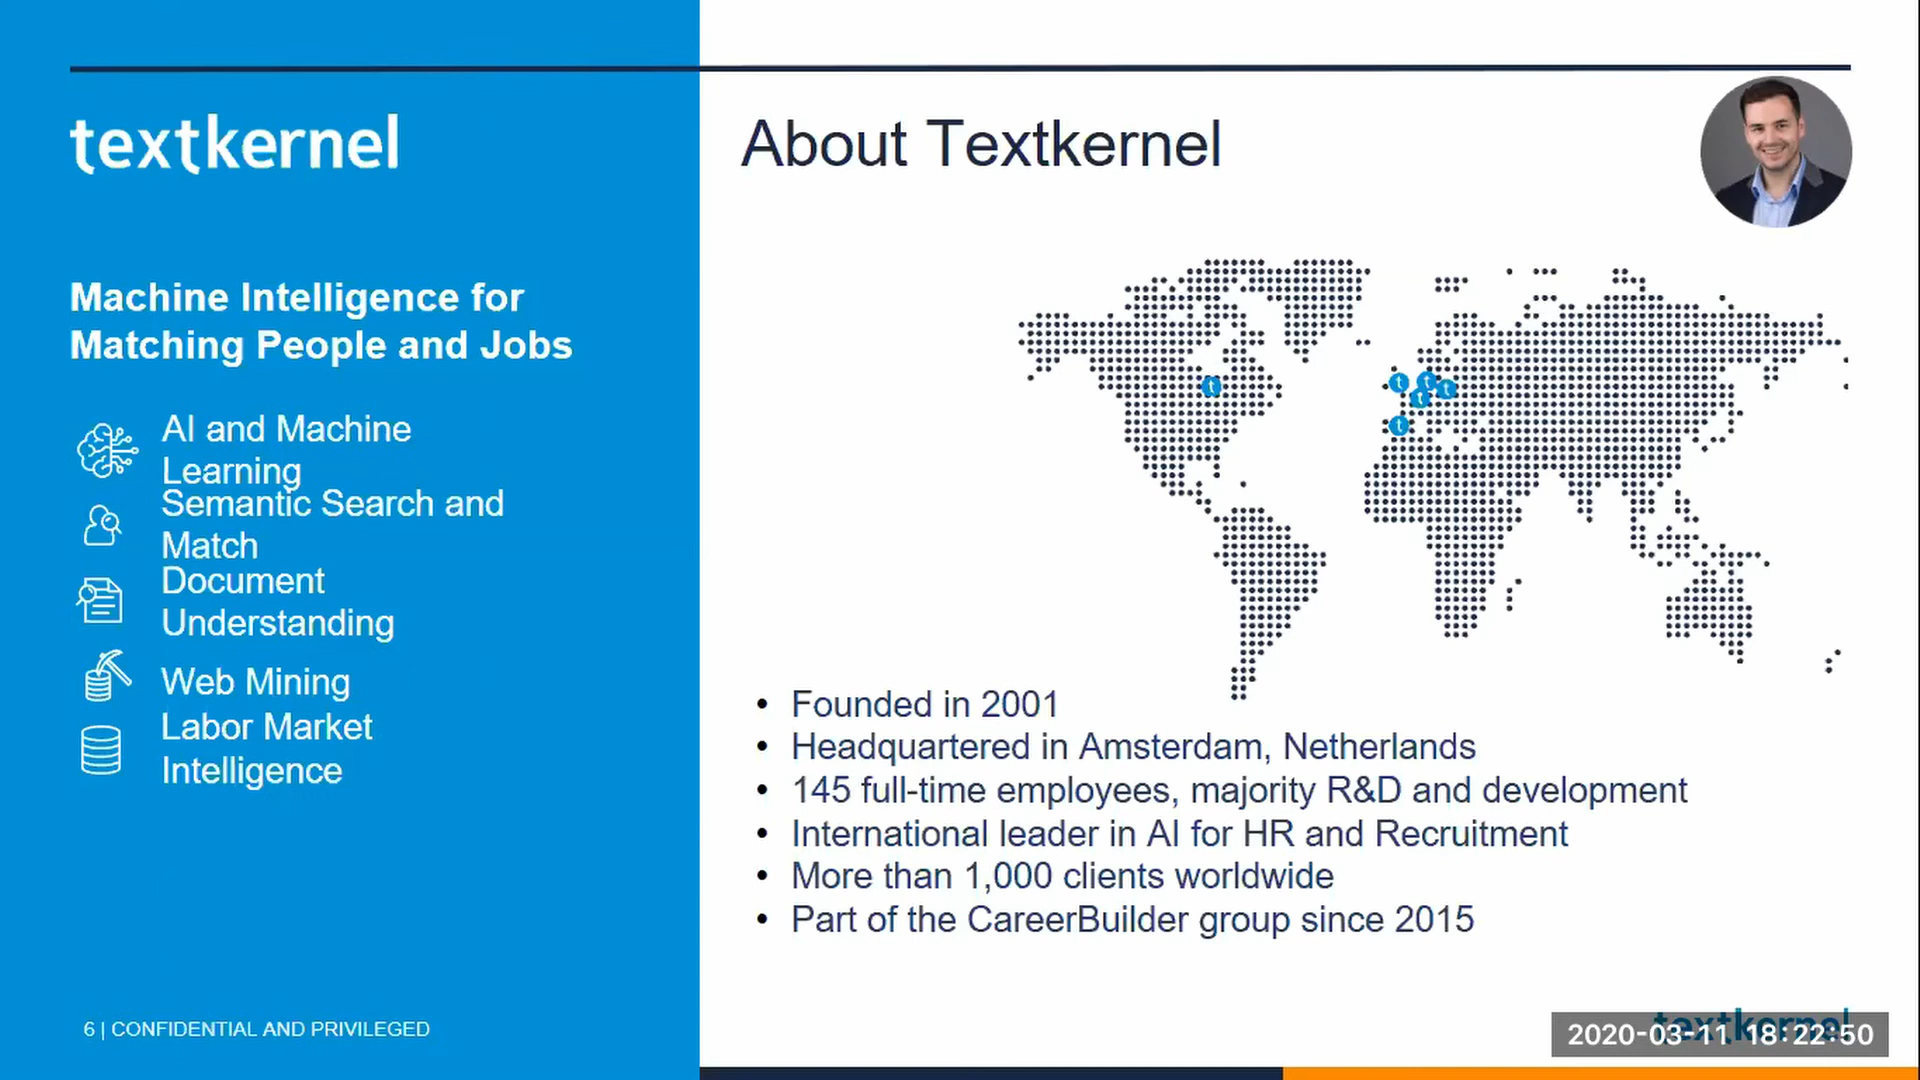 textkernel
Machine Intelligence for
Matching People and Jobs
AI and Machine
Learning
Semantic Search and
Match
Document
Understanding
Web Mining
Labor Market
Intelligence
6 | CONFIDENTIAL AND PRIVILEGED
About Textkernel
t
t
t
t
t
t
• Founded in 2001
• Headquartered in Amsterdam, Netherlands
• 145 full-time employees, majority R&D and development
• International leader in AI for HR and Recruitment
• More than 1,000 clients worldwide
• Part of the CareerBuilder group since 2015
textkernel
2020-03-11 18:22:50